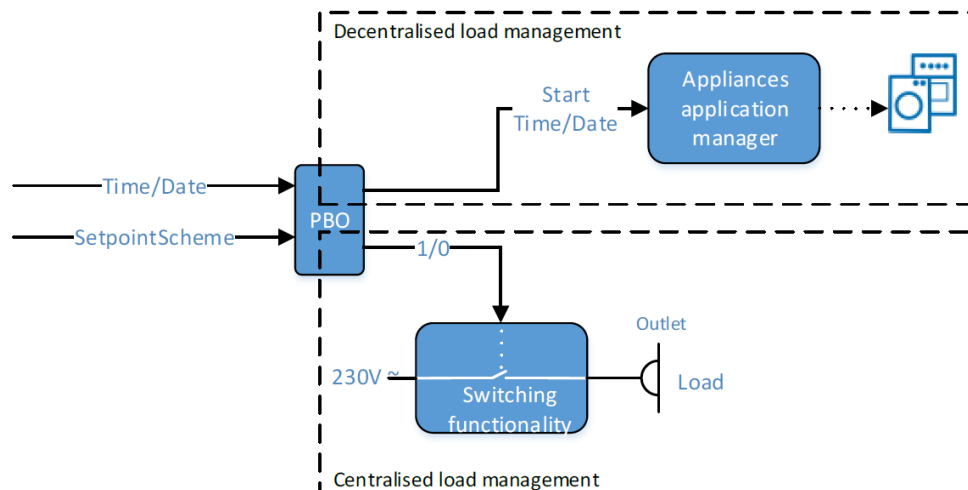 Decentralised load management
Start
Time/Date
Appliances
application
manager
Time/Date
PBO
SetpointScheme
1/0
Outlet
230V ~
Load
Switching
functionality
Centralised load management